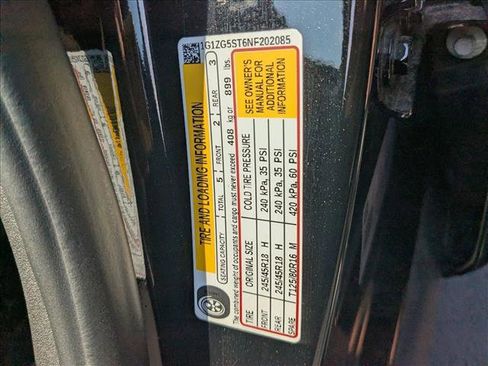 1G1ZG5ST6NF202085
TIRE AND LOADING INFORMATION
SEATING CAPACITY TOTAL 5 FRONT 2 REAR 3
The combined weight of occupants and cargo must never exceed 408 kg or 899 lbs.
TIRE ORIGINAL SIZE COLD TIRE PRESSURE
FRONT 245/45R18 H 240 kPa, 35 PSI
REAR 245/45R18 H 240 kPa, 35 PSI
SPARE T125/80R16 M 420 kPa, 60 PSI
SEE OWNER'S
MANUAL FOR
ADDITIONAL
INFORMATION